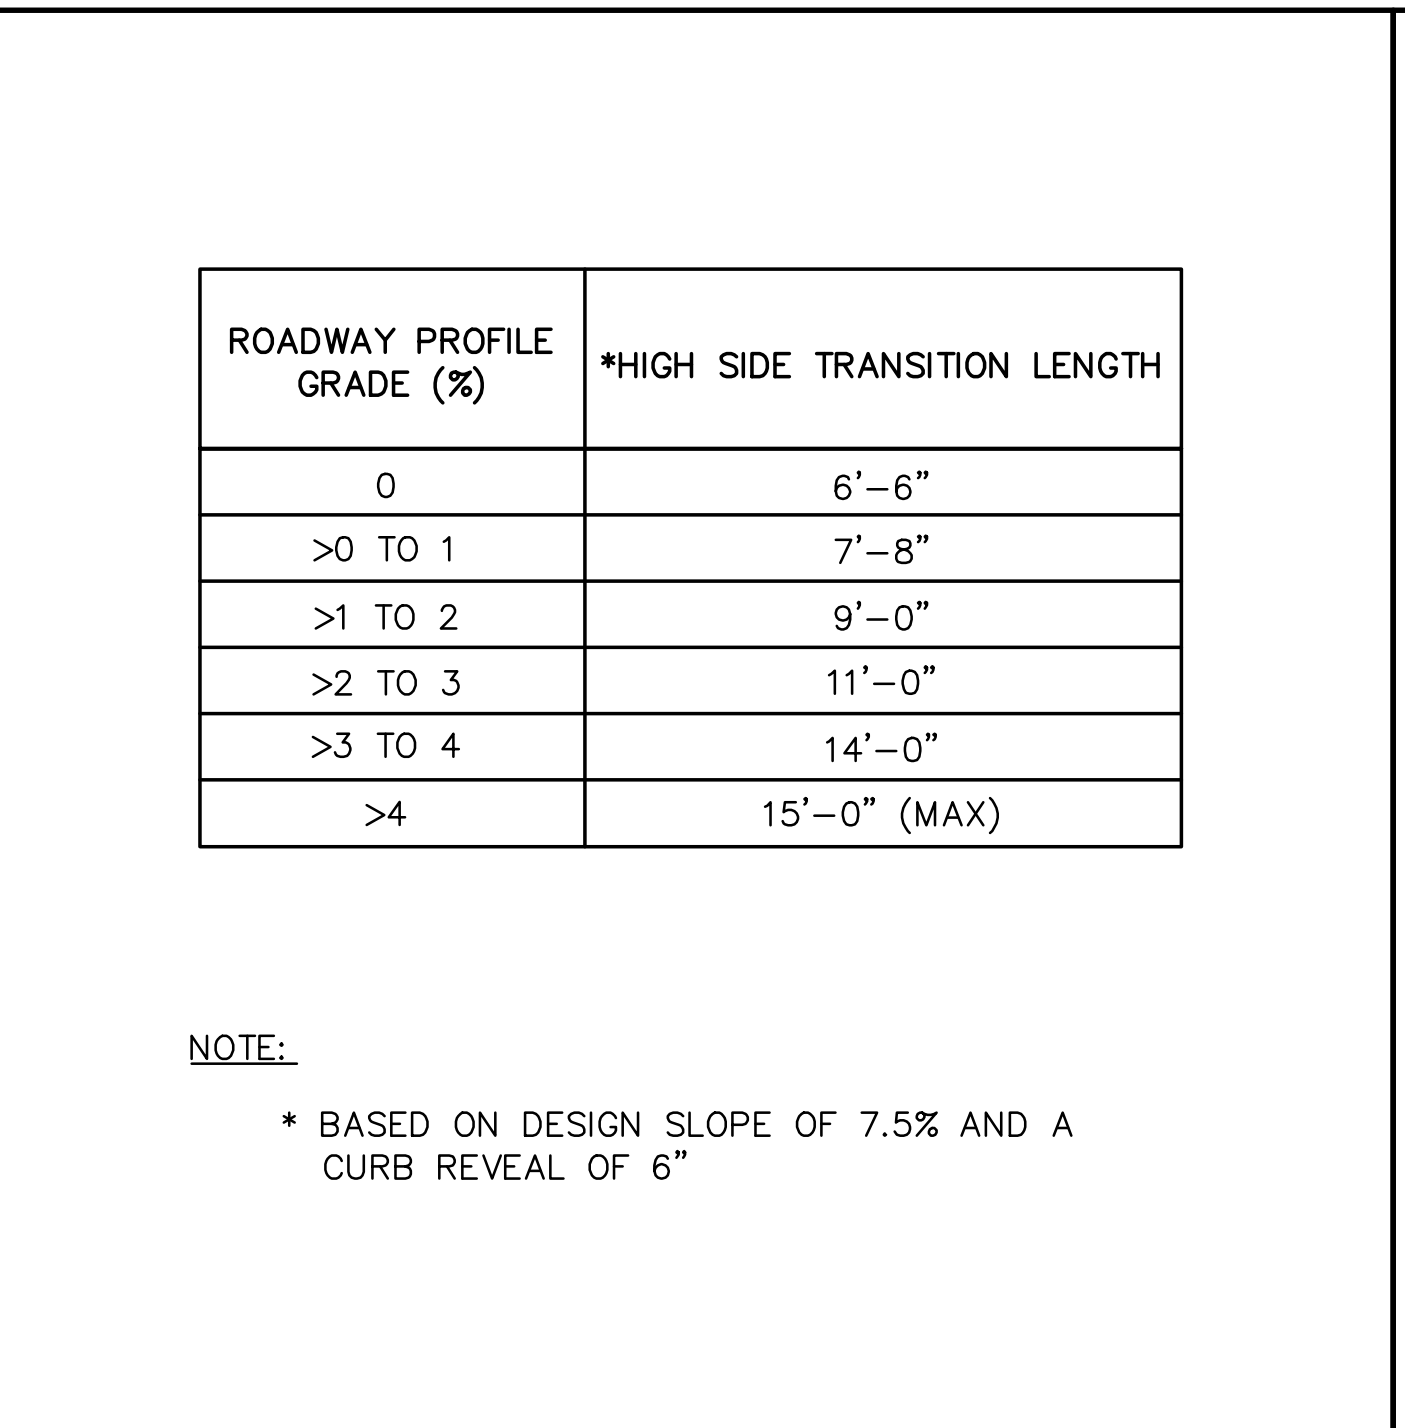 ROADWAY PROFILE
GRADE (%)
*HIGH SIDE TRANSITION LENGTH
0
6’–6”
>0 TO 1
7’–8”
>1 TO 2
9’–0”
>2 TO 3
11’–0”
>3 TO 4
14’–0”
>4
15’–0” (MAX)
NOTE:
* BASED ON DESIGN SLOPE OF 7.5% AND A
CURB REVEAL OF 6”